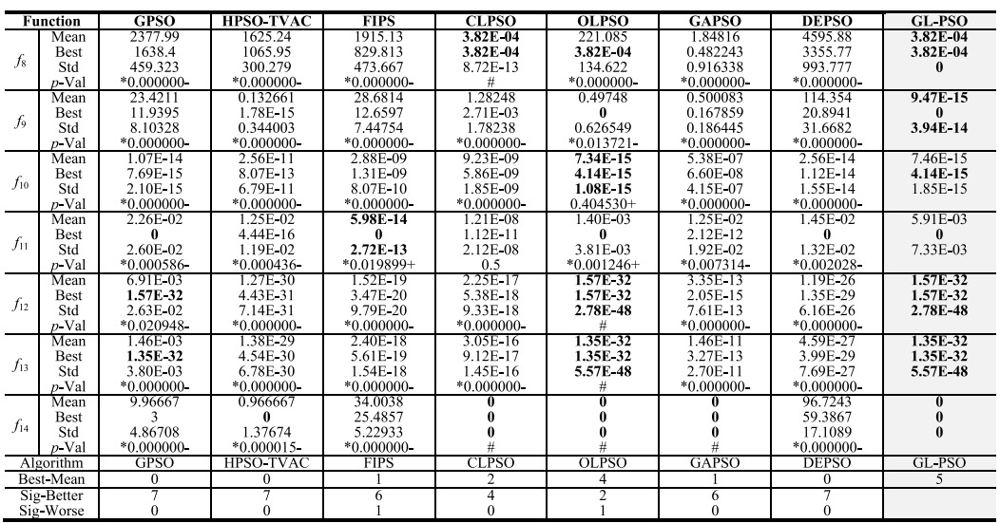 Function GPSO HPSO-TVAC FIPS CLPSO OLPSO GAPSO DEPSO GL-PSO
f8 Mean 2377.99 1625.24 1915.13 3.82E-04 221.085 1.84816 4595.88 3.82E-04
Best 1638.4 1065.95 829.813 3.82E-04 3.82E-04 0.482243 3355.77 3.82E-04
Std 459.323 300.279 473.667 8.72E-13 134.622 0.916338 993.777 0
p-Val *0.000000- *0.000000- *0.000000- # *0.000000- *0.000000- *0.000000-
f9 Mean 23.4211 0.132661 28.6814 1.28248 0.49748 0.500083 114.354 9.47E-15
Best 11.9395 1.78E-15 12.6597 2.71E-03 0 0.167859 20.8941 0
Std 8.10328 0.344003 7.44754 1.78238 0.626549 0.186445 31.6682 3.94E-14
p-Val *0.000000- *0.000000- *0.000000- *0.000000- *0.013721- *0.000000- *0.000000-
f10 Mean 1.07E-14 2.56E-11 2.88E-09 9.23E-09 7.34E-15 5.38E-07 2.56E-14 7.46E-15
Best 7.69E-15 8.07E-13 1.31E-09 5.86E-09 4.14E-15 6.60E-08 1.12E-14 4.14E-15
Std 2.10E-15 6.79E-11 8.07E-10 1.85E-09 1.08E-15 4.15E-07 1.55E-14 1.85E-15
p-Val *0.000000- *0.000000- *0.000000- *0.000000- 0.404530+ *0.000000- *0.000000-
f11 Mean 2.26E-02 1.25E-02 5.98E-14 1.21E-08 1.40E-03 1.25E-02 1.45E-02 5.91E-03
Best 0 4.44E-16 0 1.12E-11 0 2.12E-12 0 0
Std 2.60E-02 1.19E-02 2.72E-13 2.12E-08 3.81E-03 1.92E-02 1.32E-02 7.33E-03
p-Val *0.000586- *0.000436- *0.019899+ 0.5 *0.001246+ *0.007314- *0.002028-
f12 Mean 6.91E-03 1.27E-30 1.52E-19 2.25E-17 1.57E-32 3.35E-13 1.19E-26 1.57E-32
Best 1.57E-32 4.43E-31 3.47E-20 5.38E-18 1.57E-32 2.05E-15 1.35E-29 1.57E-32
Std 2.63E-02 7.14E-31 9.79E-20 9.33E-18 2.78E-48 7.61E-13 6.16E-26 2.78E-48
p-Val *0.020948- *0.000000- *0.000000- *0.000000- # *0.000000- *0.000000-
f13 Mean 1.46E-03 1.38E-29 2.40E-18 3.05E-16 1.35E-32 1.46E-11 4.59E-27 1.35E-32
Best 1.35E-32 4.54E-30 5.61E-19 9.12E-17 1.35E-32 3.27E-13 3.99E-29 1.35E-32
Std 3.80E-03 6.78E-30 1.54E-18 1.45E-16 5.57E-48 2.70E-11 7.69E-27 5.57E-48
p-Val *0.000000- *0.000000- *0.000000- *0.000000- # *0.000000- *0.000000-
f14 Mean 9.96667 0.966667 34.0038 0 0 0 96.7243 0
Best 3 0 25.4857 0 0 0 59.3867 0
Std 4.86708 1.37674 5.22933 0 0 0 17.1089 0
p-Val *0.000000- *0.000015- *0.000000- # # # *0.000000-
Algorithm GPSO HPSO-TVAC FIPS CLPSO OLPSO GAPSO DEPSO GL-PSO
Best-Mean 0 0 1 2 4 1 0 5
Sig-Better 7 7 6 4 2 6 7
Sig-Worse 0 0 1 0 1 0 0